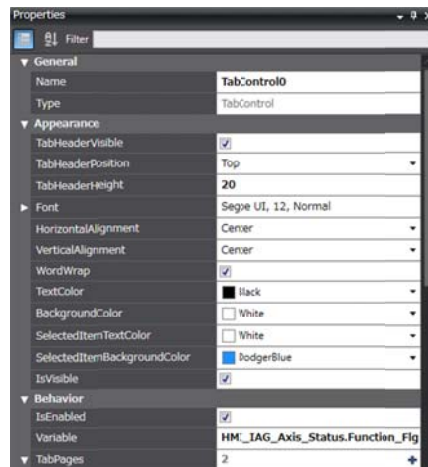 Properties
Filter
General
Name TabControl0
Type TabControl
Appearance
TabHeaderVisible
TabHeaderPosition Top
TabHeaderHeight 20
Font Segoe UI, 12, Normal
HorizontalAlignment Center
VerticalAlignment Center
WordWrap
TextColor Black
BackgroundColor White
SelectedItemTextColor White
SelectedItemBackgroundColor DodgerBlue
IsVisible
Behavior
IsEnabled
Variable HMI_IAG_Axis_Status.Function_Flg
TabPages 2